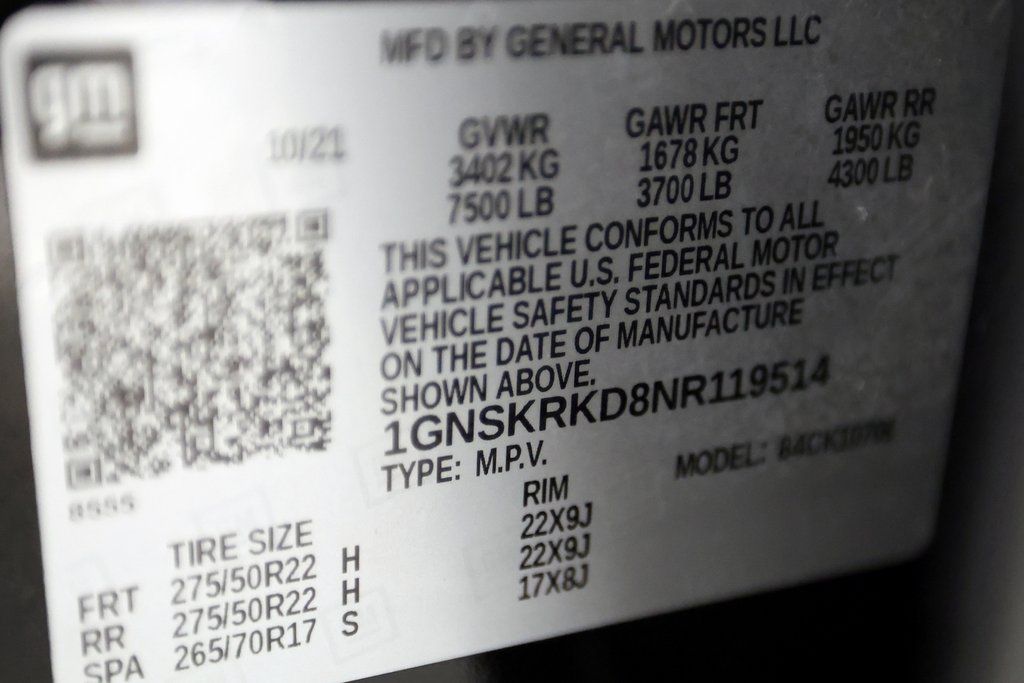 gm
MFD BY GENERAL MOTORS LLC
10/21
GVWR GAWR FRT GAWR RR
3402 KG 1678 KG 1950 KG
7500 LB 3700 LB 4300 LB
THIS VEHICLE CONFORMS TO ALL
APPLICABLE U.S. FEDERAL MOTOR
VEHICLE SAFETY STANDARDS IN EFFECT
ON THE DATE OF MANUFACTURE
SHOWN ABOVE.
1GNSKRKD8NR119514
TYPE: M.P.V. MODEL:
TIRE SIZE RIM
FRT 275/50R22 H 22X9J
RR 275/50R22 H 22X9J
SPA 265/70R17 S 17X8J